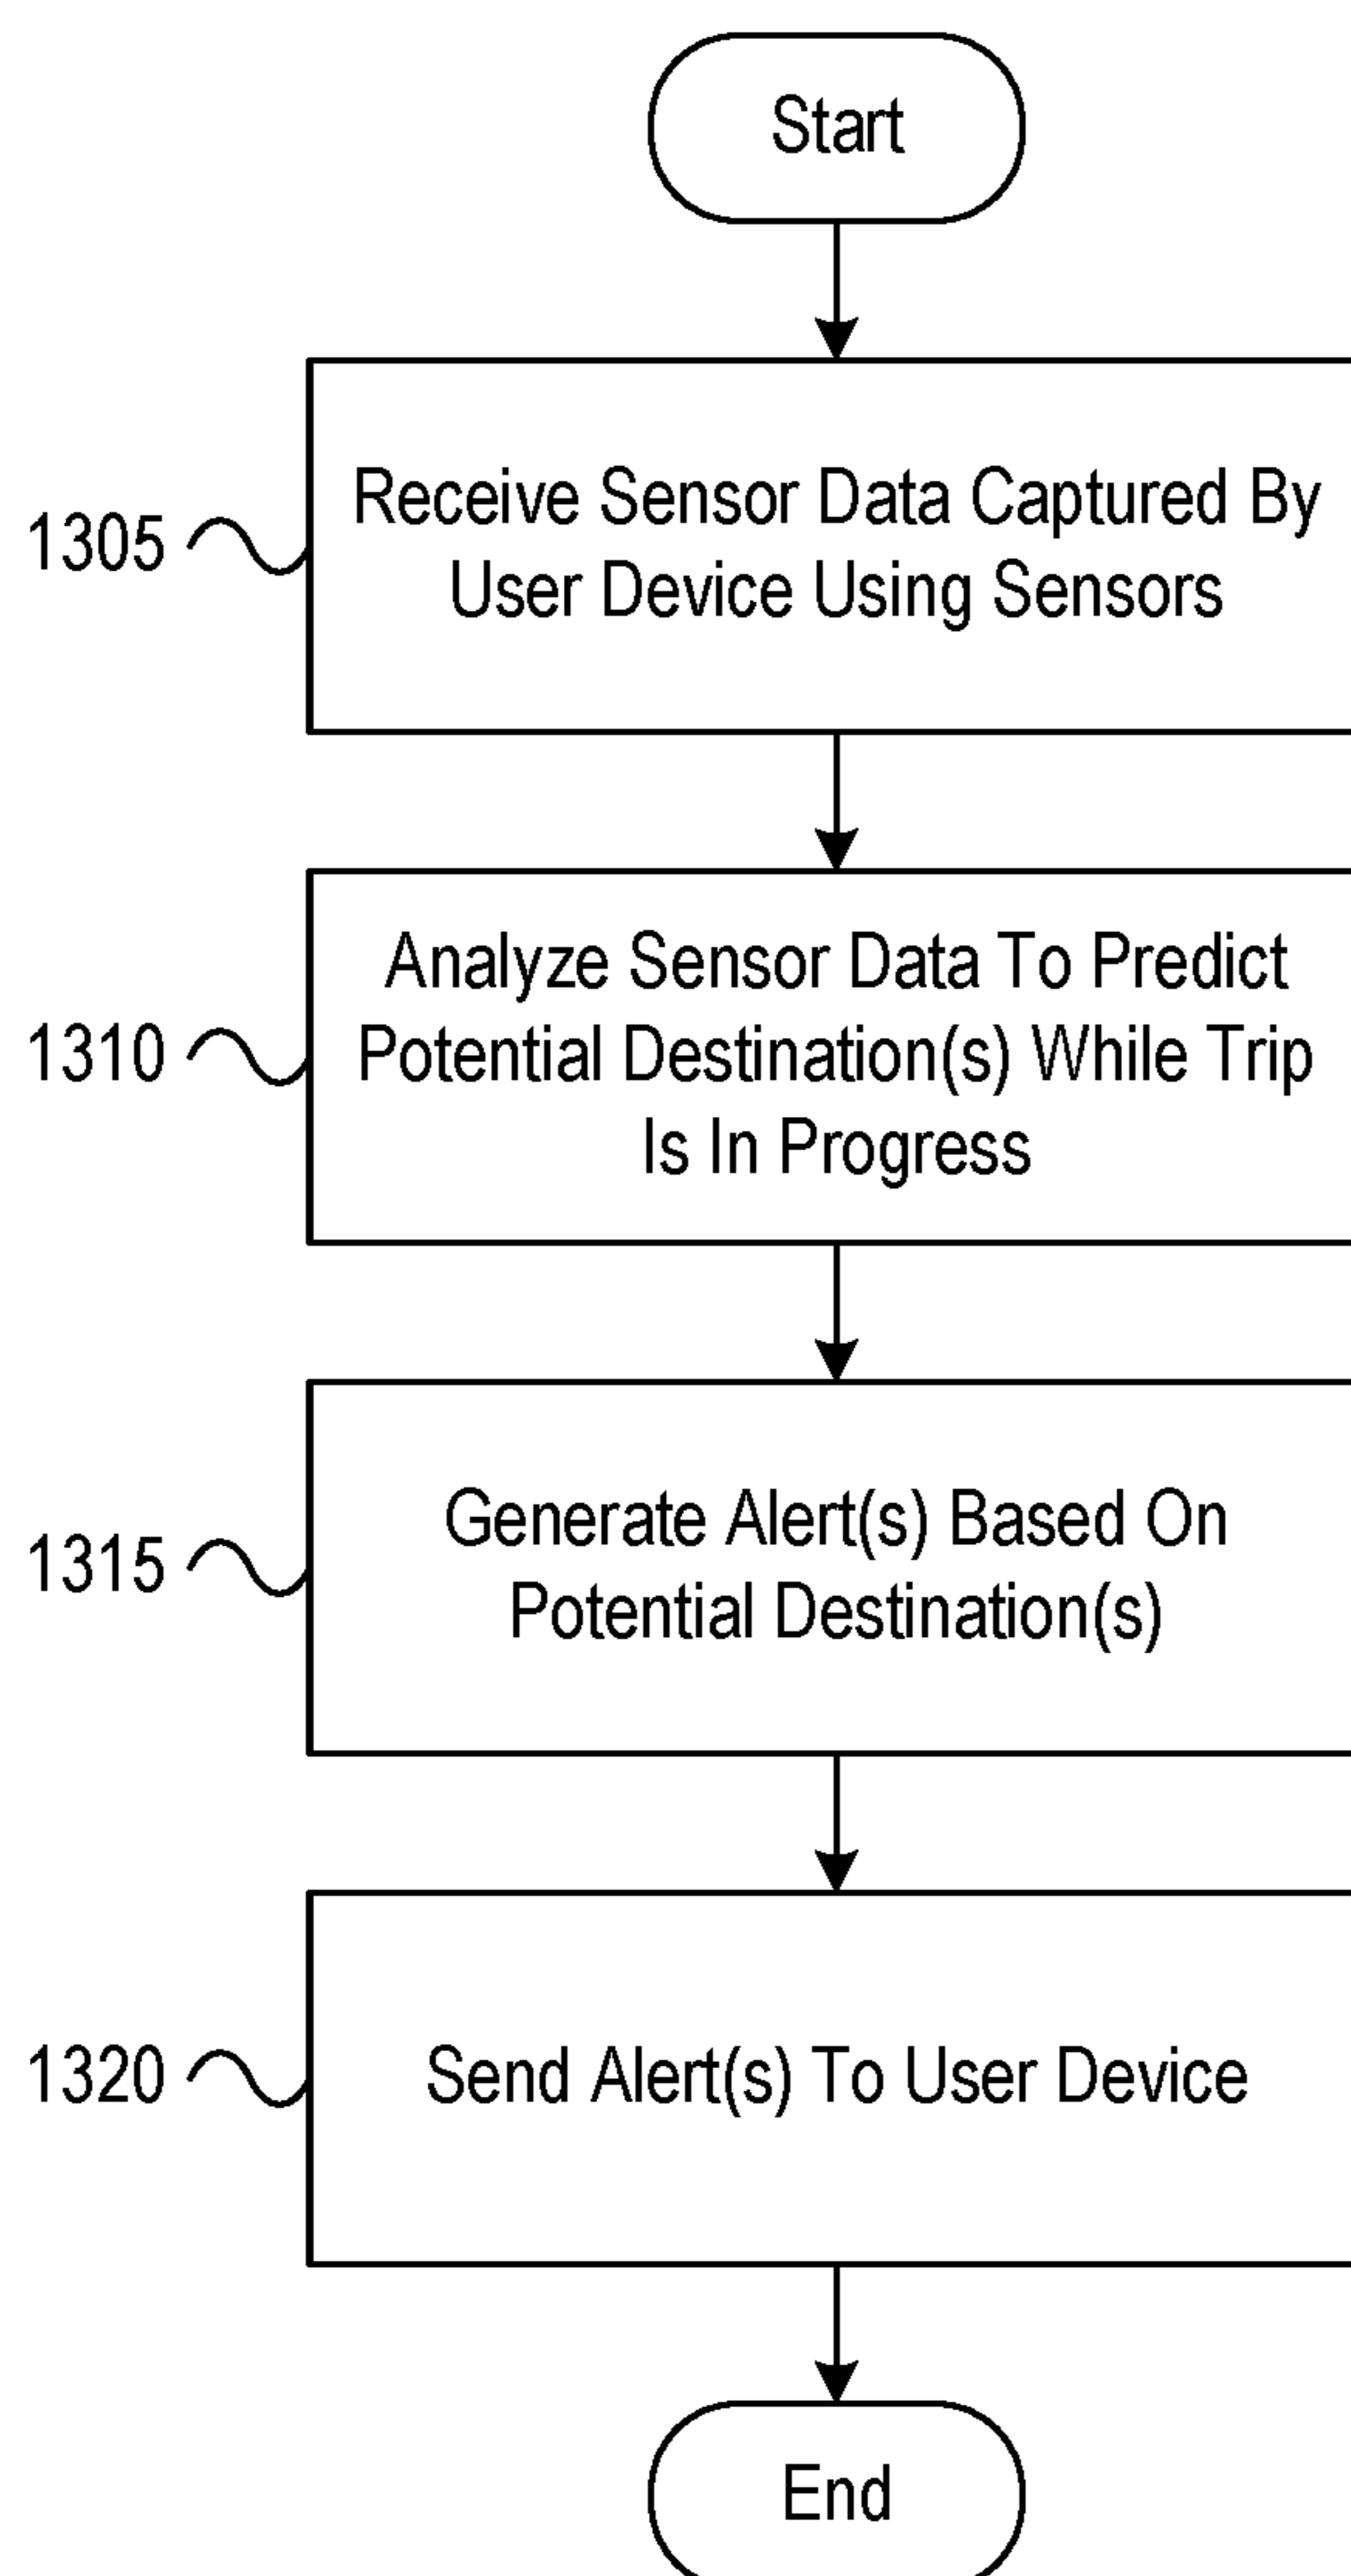 Start
1305
Receive Sensor Data Captured By
User Device Using Sensors
1310
Analyze Sensor Data To Predict
Potential Destination(s) While Trip
Is In Progress
1315
Generate Alert(s) Based On
Potential Destination(s)
1320
Send Alert(s) To User Device
End